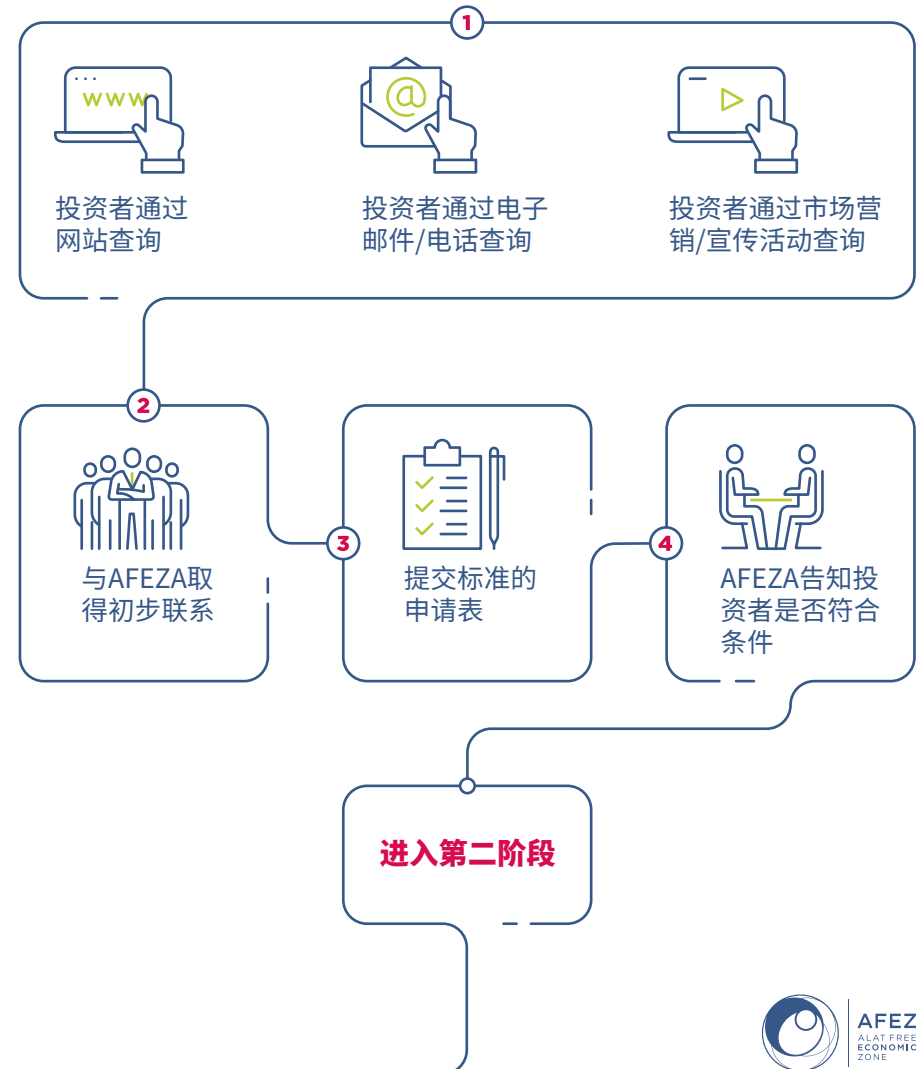 1
www
@
投资者通过
网站查询
投资者通过电子
邮件/电话查询
投资者通过市场营
销/宣传活动查询
2
与AFEZA取
得初步联系
3
提交标准的
申请表
4
AFEZA告知投
资者是否符合
条件
进入第二阶段
AFEZ
ALAT FREE
ECONOMIC
ZONE